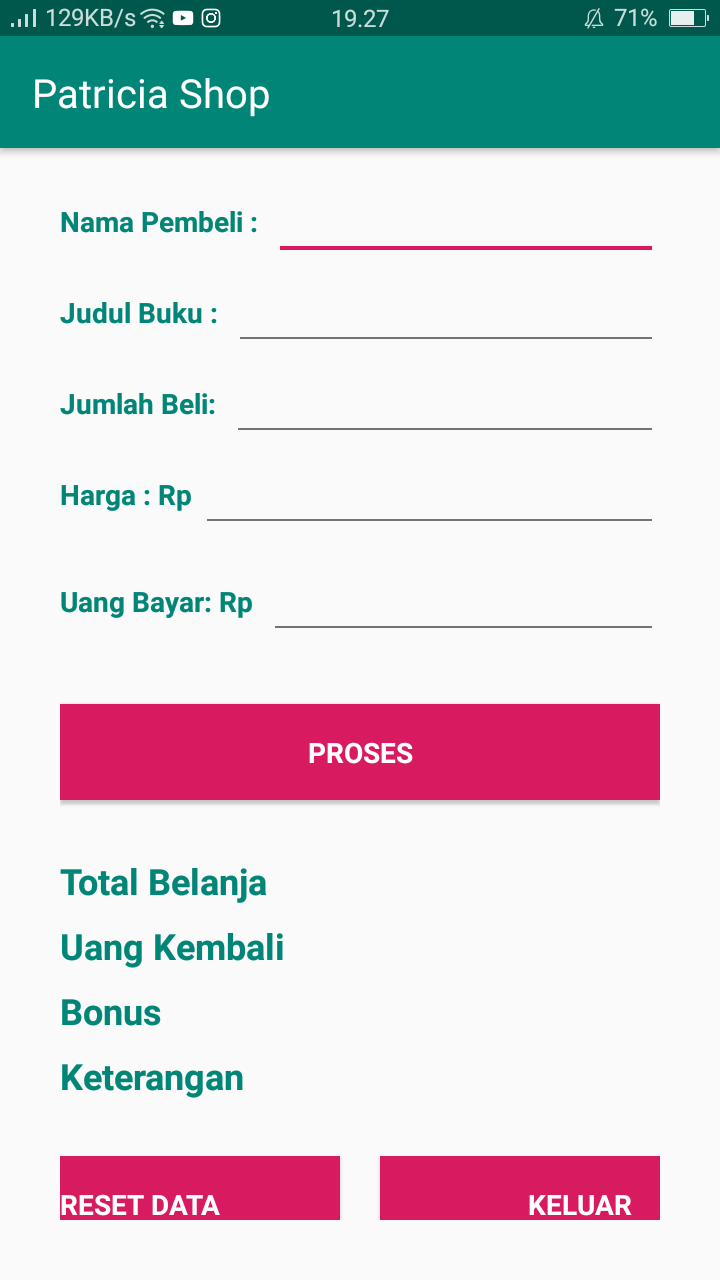 129KB/s 19.27 71%
Patricia Shop
Nama Pembeli :
Judul Buku :
Jumlah Beli:
Harga : Rp
Uang Bayar: Rp
PROSES
Total Belanja
Uang Kembali
Bonus
Keterangan
RESET DATA KELUAR